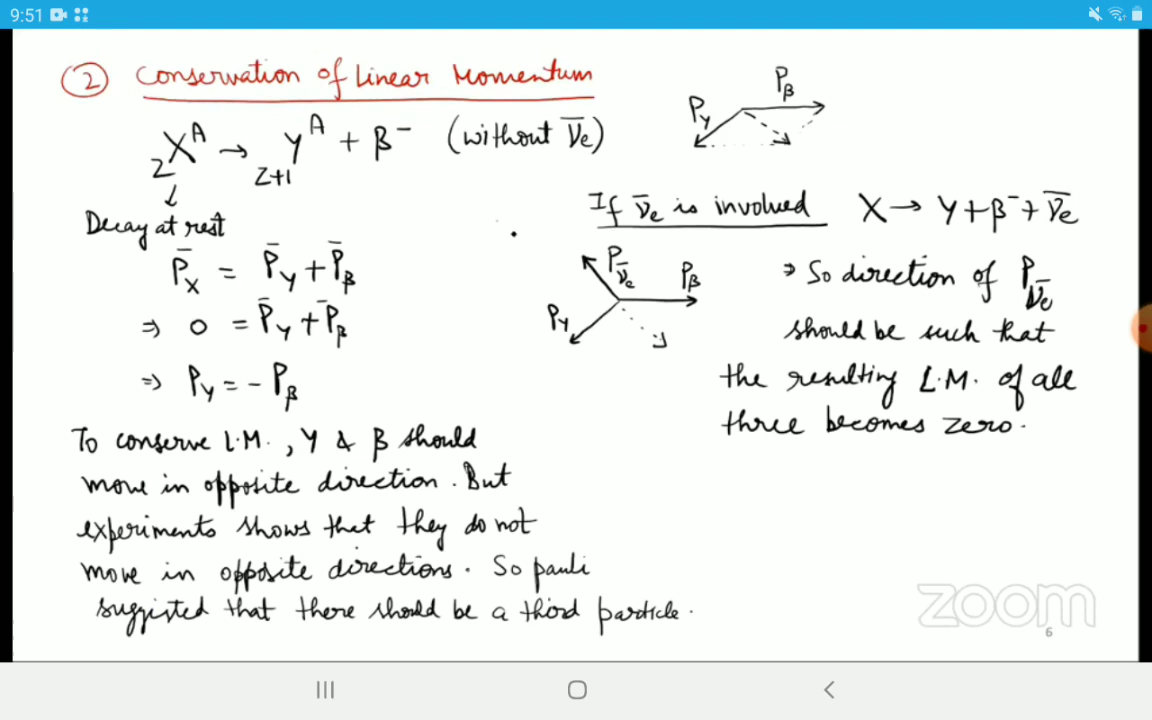 9:51
② Conservation of Linear Momentum
zXᴬ → z+1Yᴬ + β⁻ (without ν̄e)
Decay at rest
P̄x = P̄y + P̄β
⇒ 0 = P̄y + P̄β
⇒ Py = - Pβ
To conserve L.M., Y & β should
move in opposite direction. But
experiments shows that they do not
move in opposite directions. So pauli
suggisted that there should be a third particle.
Pβ
Py
If ν̄e is involved X → Y + β⁻ + ν̄e
Pν̄e
Pβ
Py
⇒ So direction of Pν̄e
should be such that
the resulting L.M. of all
three becomes zero.
zoom
6